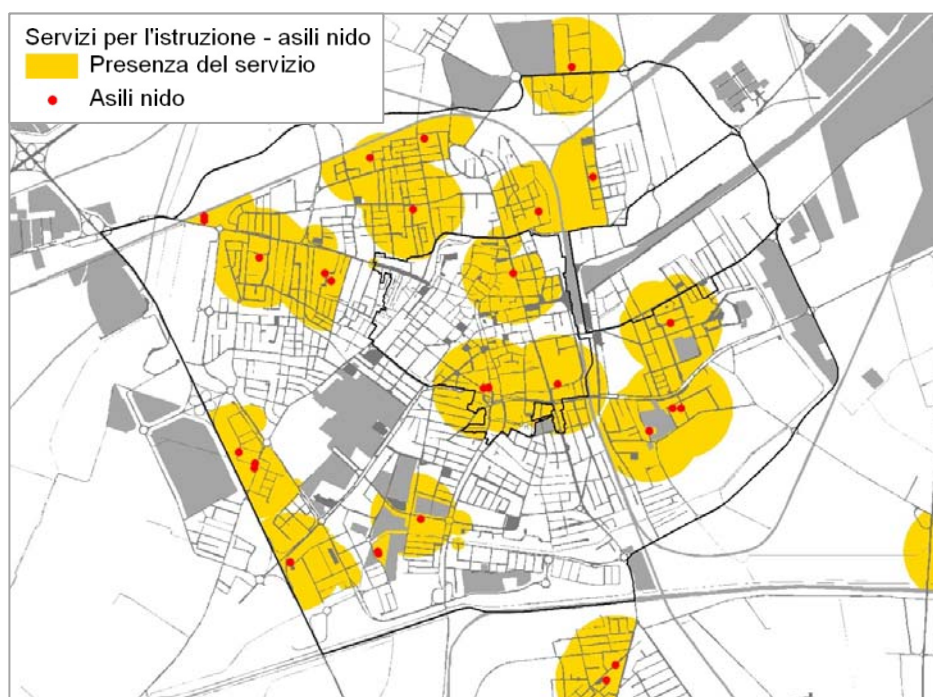 Servizi per l'istruzione - asili nido
Presenza del servizio
Asili nido